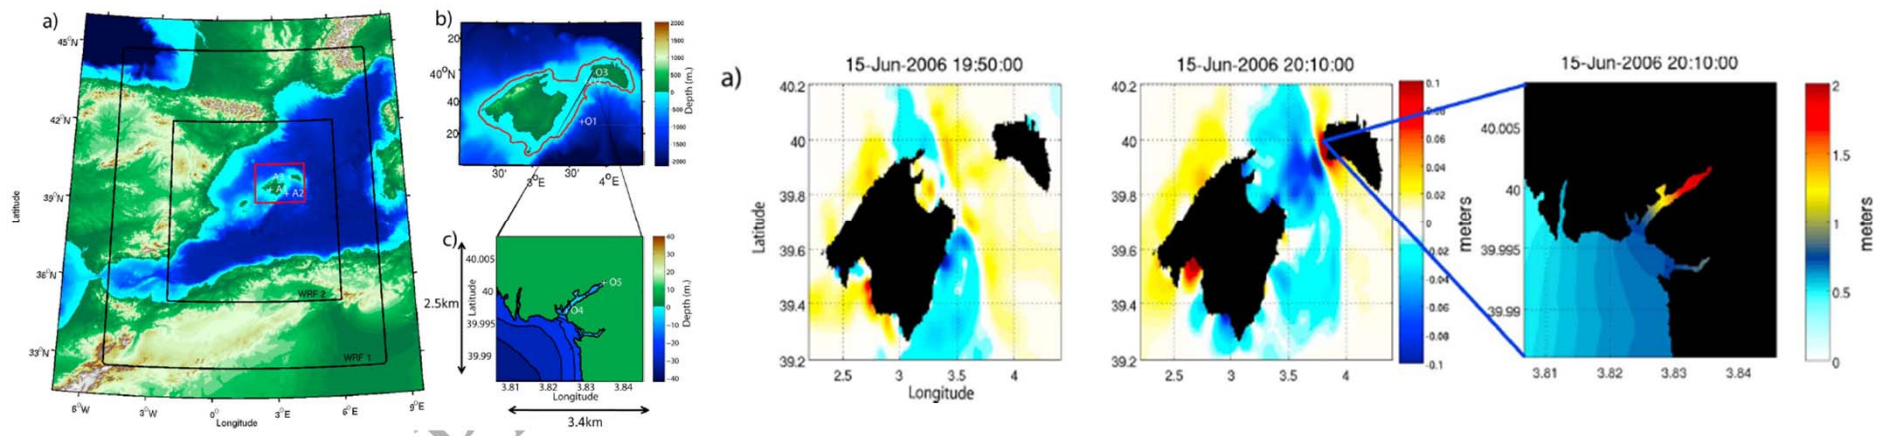 a)
45°N
42°N
39°N
36°N
33°N
Latitude
A3
A1
A2
WRF 2
WRF 1
6°W
3°W
0°
3°E
6°E
9°E
Longitude
b)
20'
40°N
40'
20'
O3
+O1
30'
3°E
30'
4°E
2000
1500
1000
500
0
500
1000
1500
2000
Depth (m.)
c)
2.5km
Latitude
40.005
40
39.995
39.99
+ O5
O4
3.81
3.82
3.83
3.84
Longitude
3.4km
40
30
20
10
0
−10
−20
−30
−40
Depth (m.)
a)
15-Jun-2006 19:50:00
40.2
40
39.8
39.6
39.4
39.2
Latitude
2.5
3
3.5
4
Longitude
15-Jun-2006 20:10:00
40.2
40
39.8
39.6
39.4
39.2
2.5
3
3.5
4
0.1
0.08
0.06
0.04
0.02
0
-0.02
-0.04
-0.06
-0.08
-0.1
meters
15-Jun-2006 20:10:00
40.005
40
39.995
39.99
3.81
3.82
3.83
3.84
2
1.5
1
0.5
0
meters